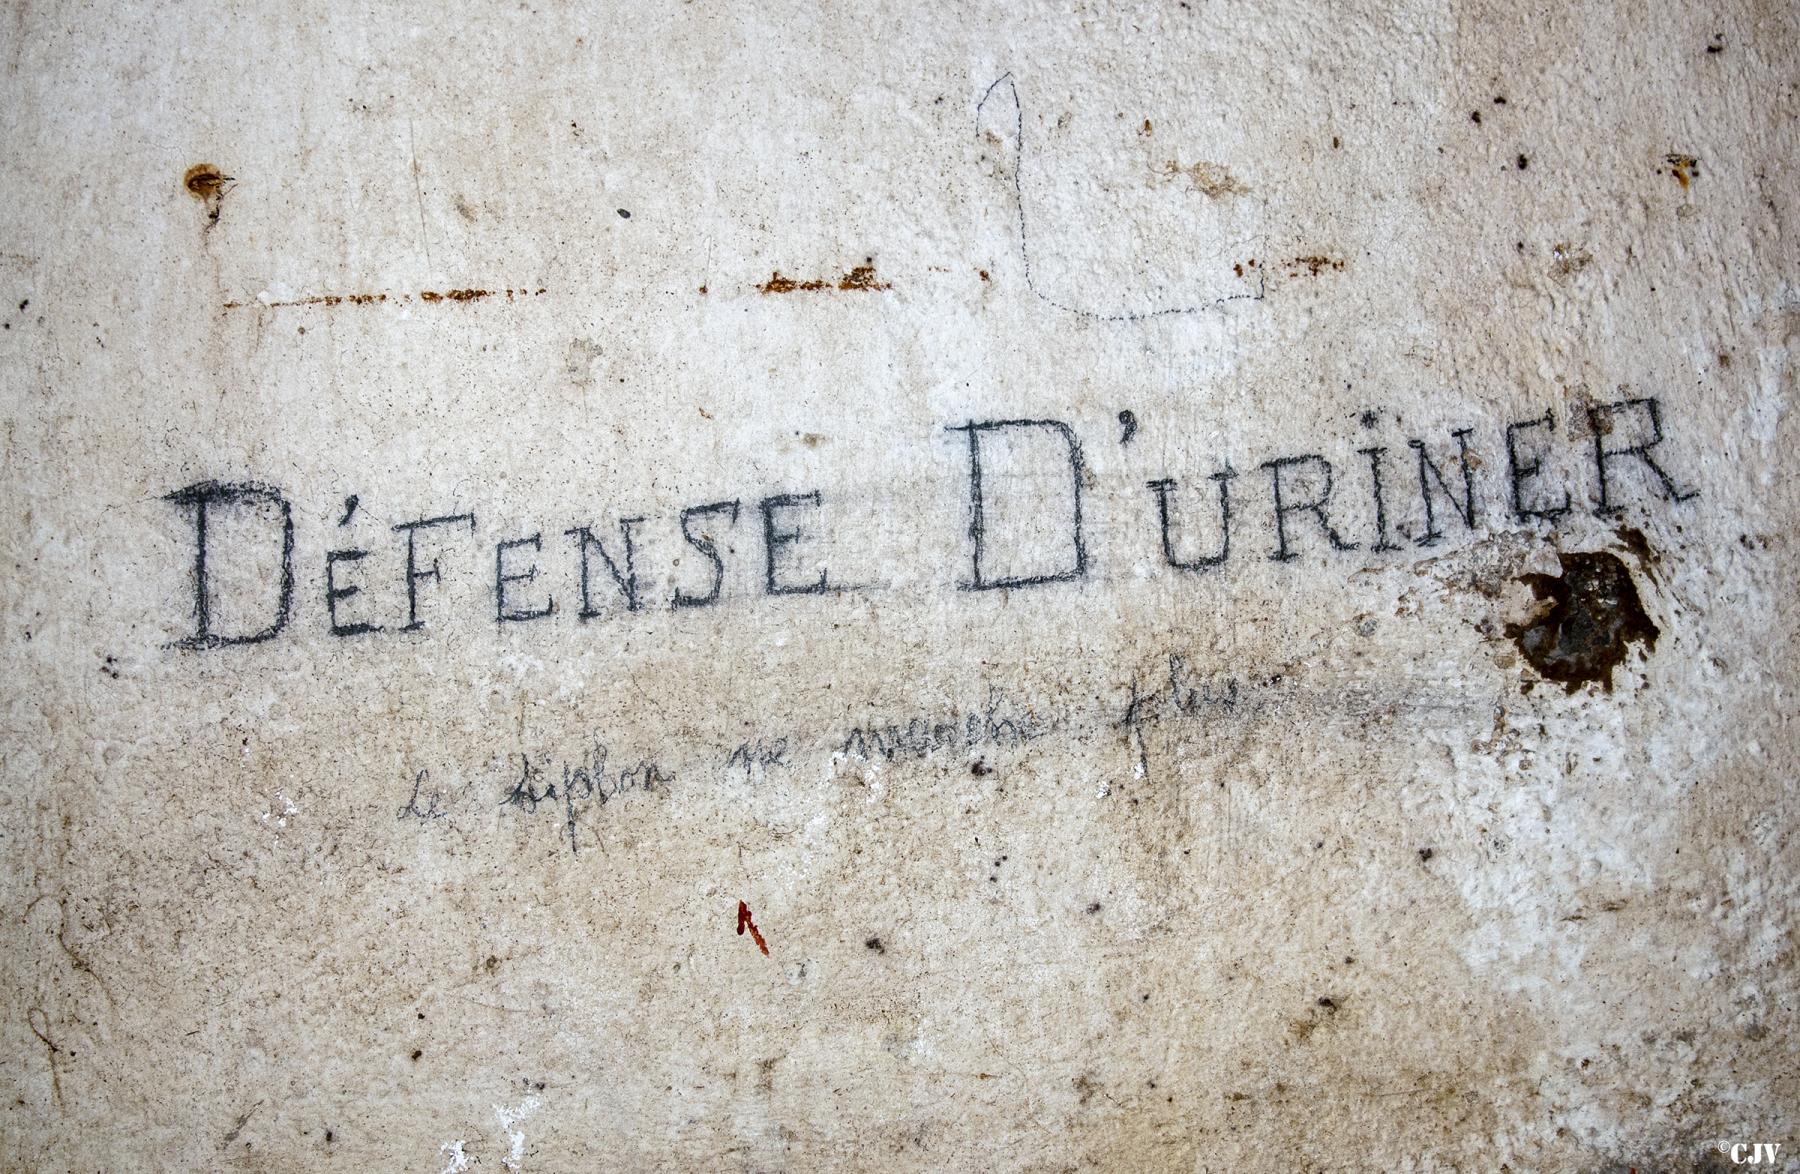 DÉFENSE D'URINER
Le siphon ne marche plus
©CJV